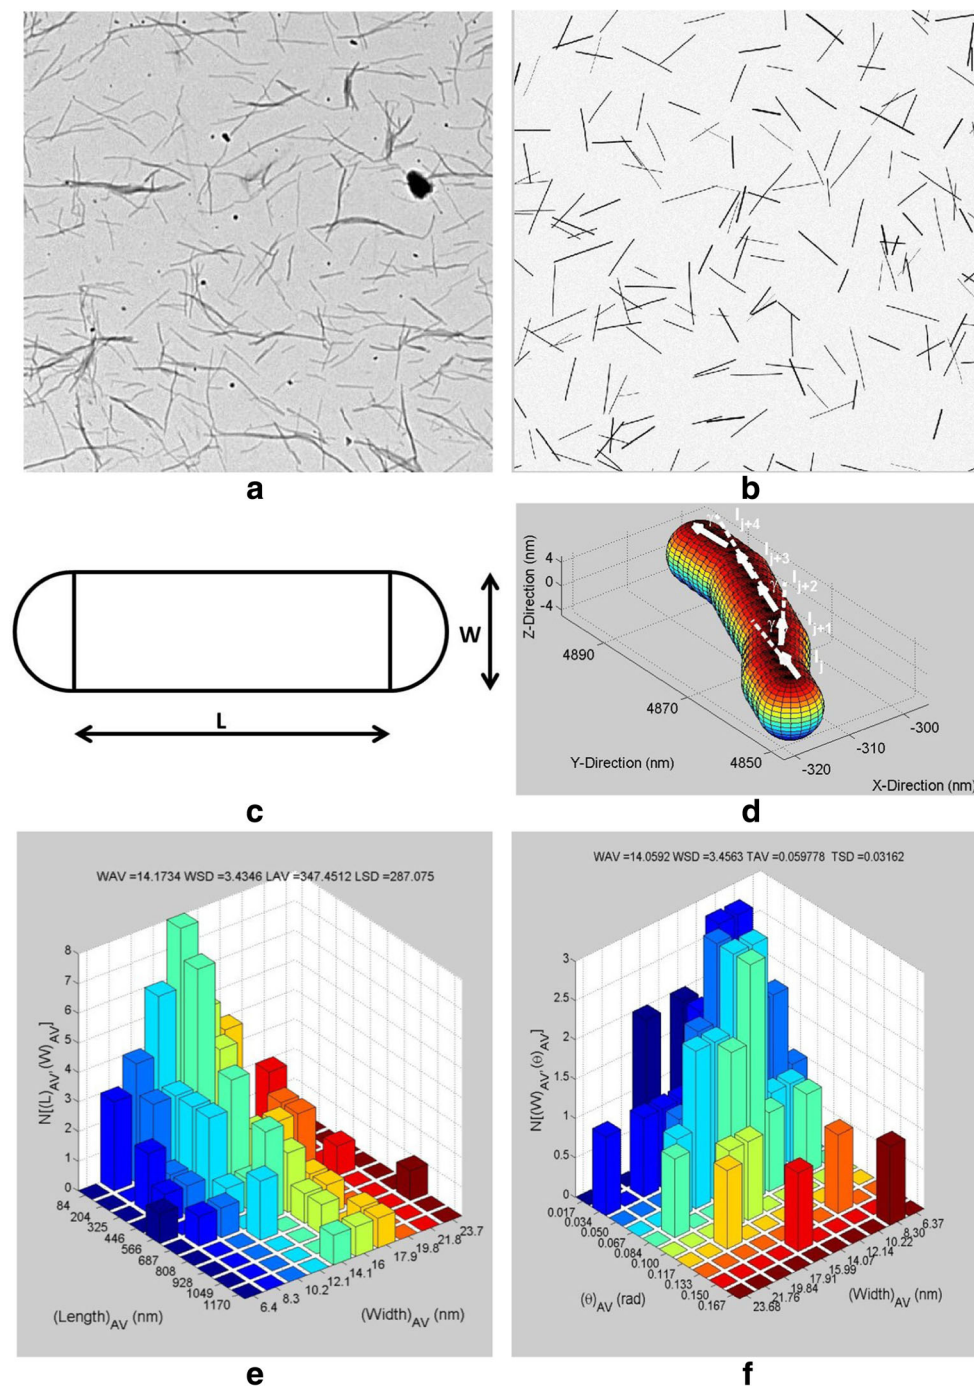 a
b
W
L
c
Z-Direction (nm)
4
0
-4
4890
4870
4850
Y-Direction (nm)
-320
-310
-300
X-Direction (nm)
γ
I j+4
I j+3
γ
I j+2
γ
I j+1
I j
d
WAV =14.1734 WSD =3.4346 LAV =347.4512 LSD =287.075
N[(L)AV,(W)AV]
8
7
6
5
4
3
2
1
0
84
204
325
446
566
687
808
928
1049
1170
(Length)AV (nm)
6.4
8.3
10.2
12.1
14.1
16
17.9
19.8
21.8
23.7
(Width)AV (nm)
e
WAV =14.0592 WSD =3.4563 TAV =0.059778 TSD =0.03162
N[(W)AV,(Θ)AV]
3
2.5
2
1.5
1
0.5
0
0.017
0.034
0.050
0.067
0.084
0.100
0.117
0.133
0.150
0.167
(Θ)AV (rad)
23.68
21.76
19.84
17.91
15.99
14.07
12.14
10.22
8.30
6.37
(Width)AV (nm)
f